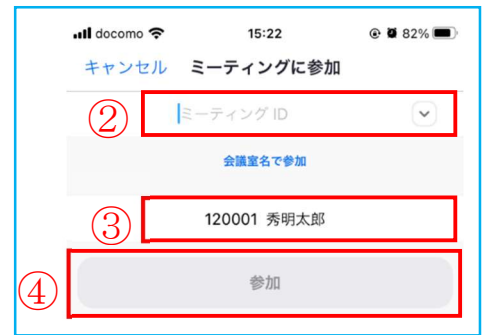 docomo 15:22 82%
キャンセル ミーティングに参加
② ミーティング ID
会議室名で参加
③ 120001 秀明太郎
④ 参加